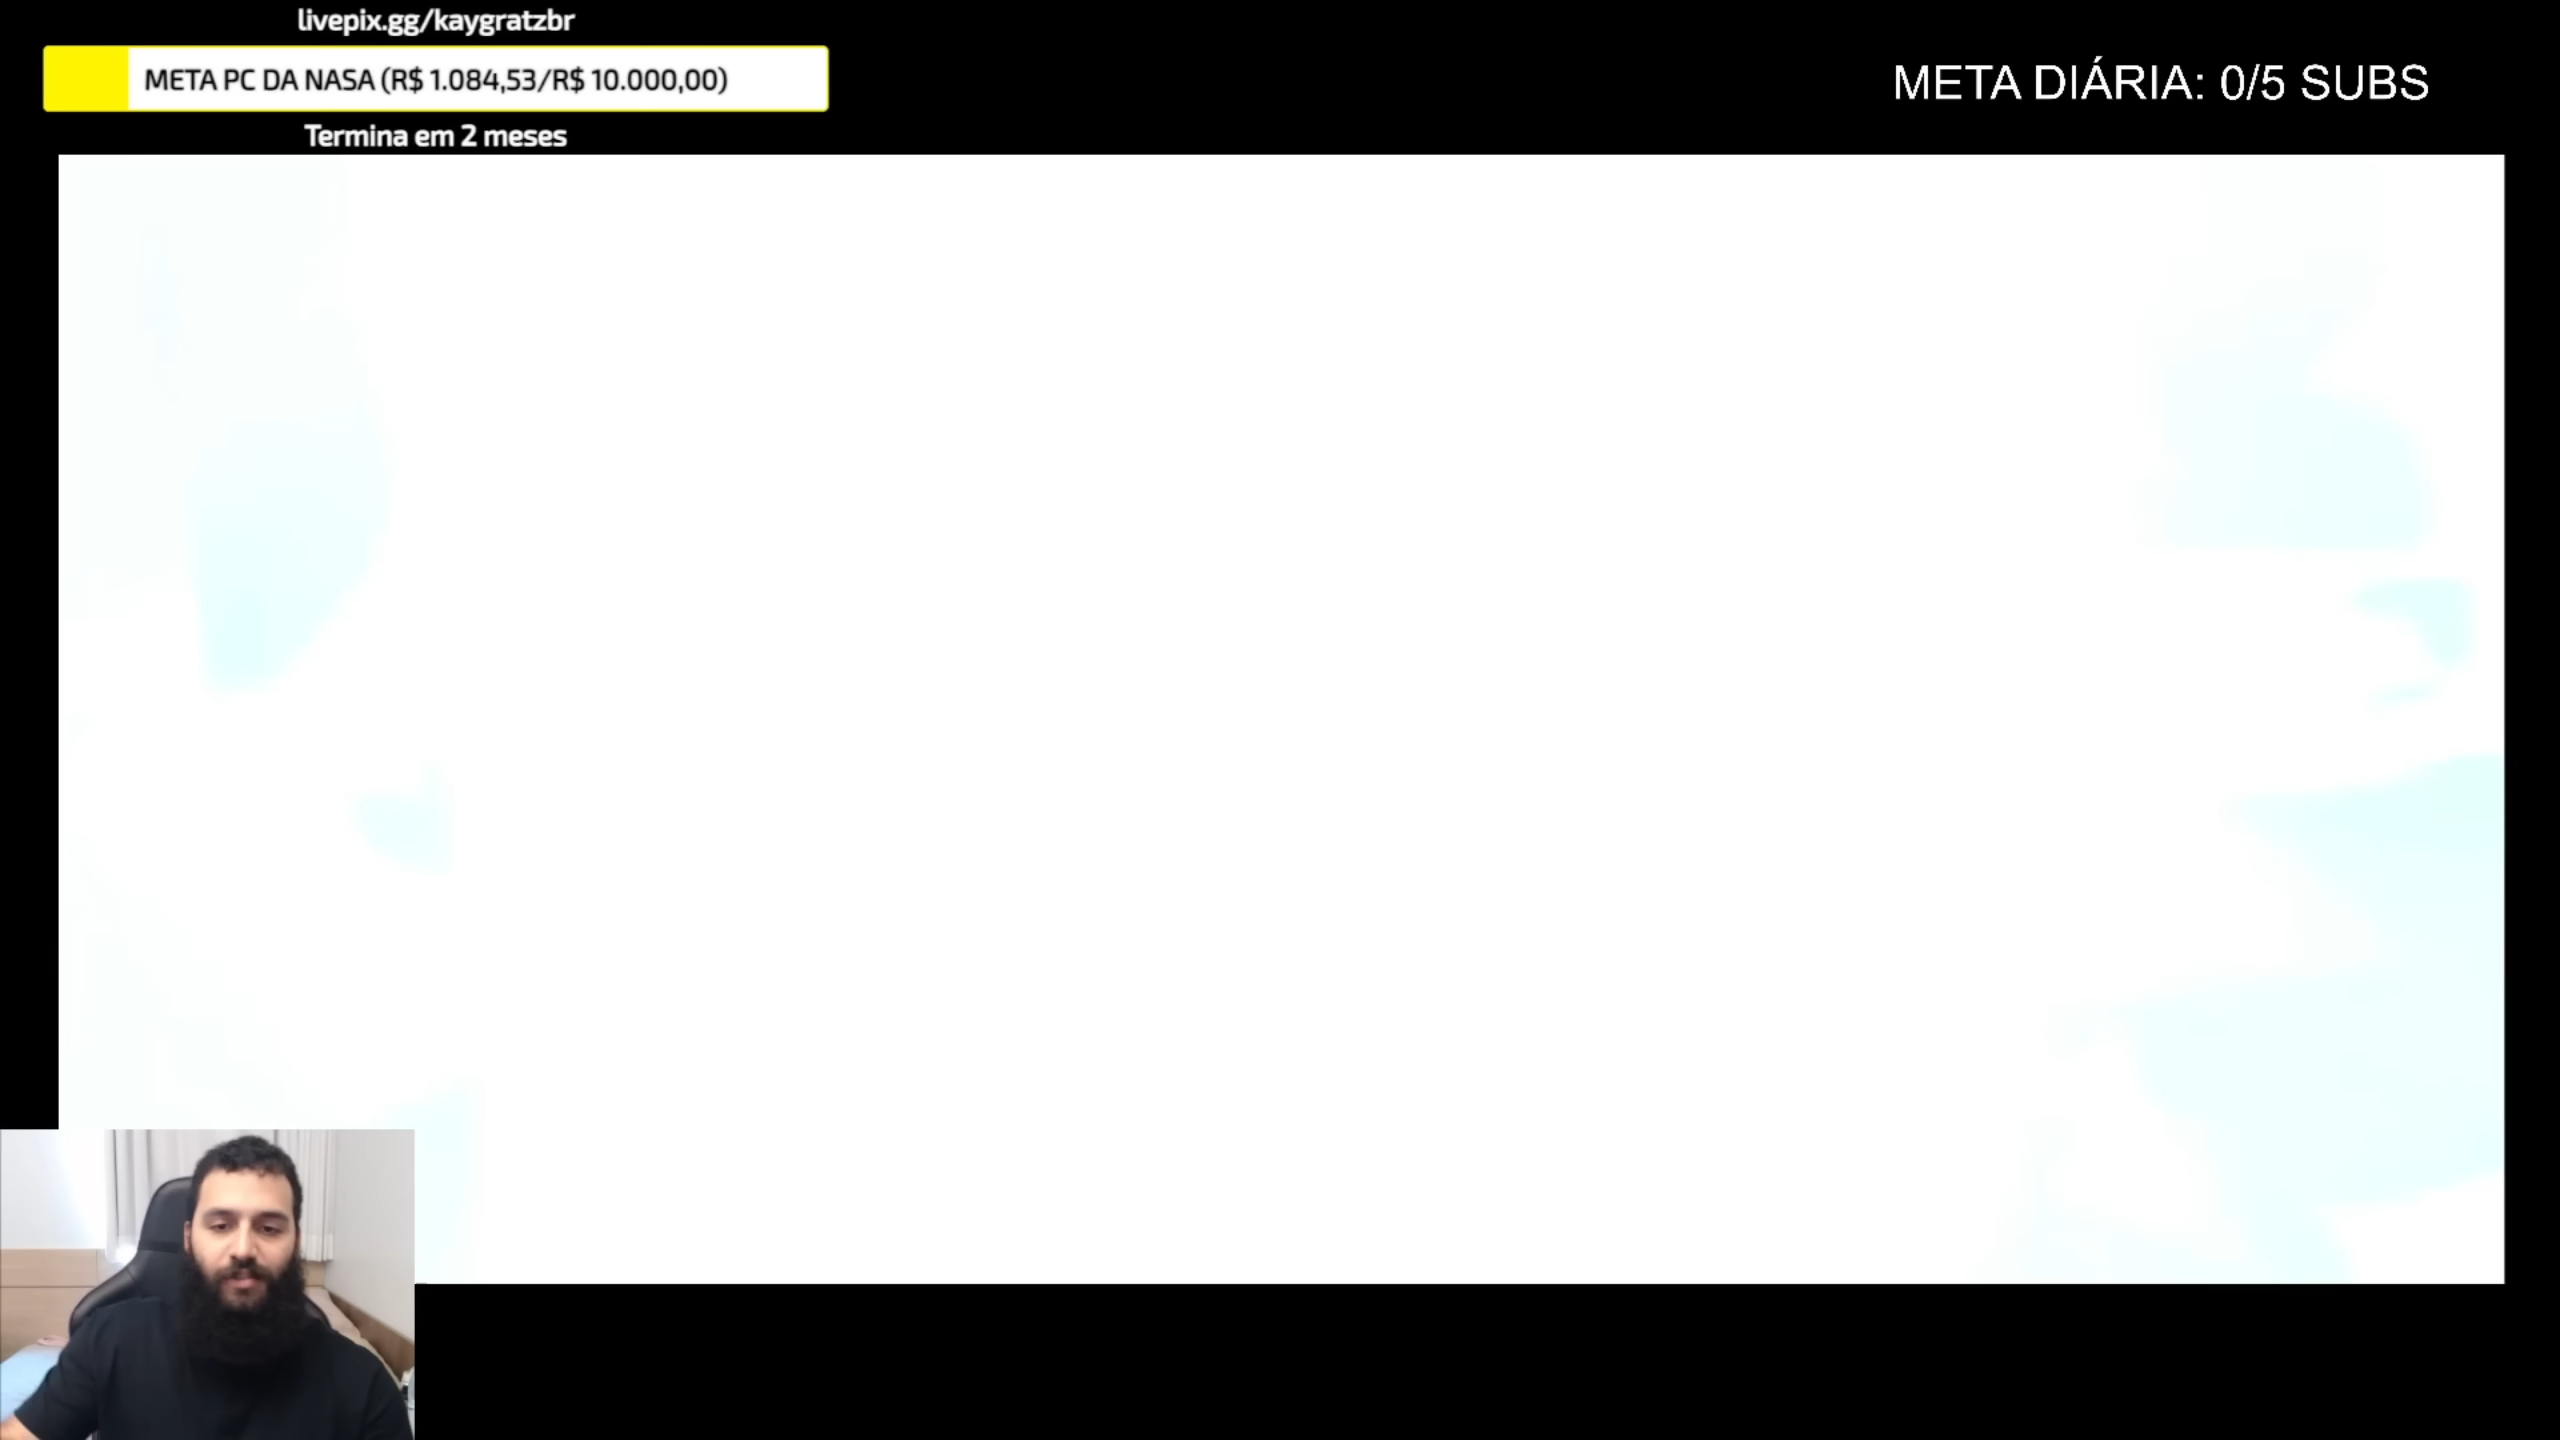 livepix.gg/kaygratzbr
META PC DA NASA (R$ 1.084,53/R$ 10.000,00)
Termina em 2 meses
META DIÁRIA: 0/5 SUBS